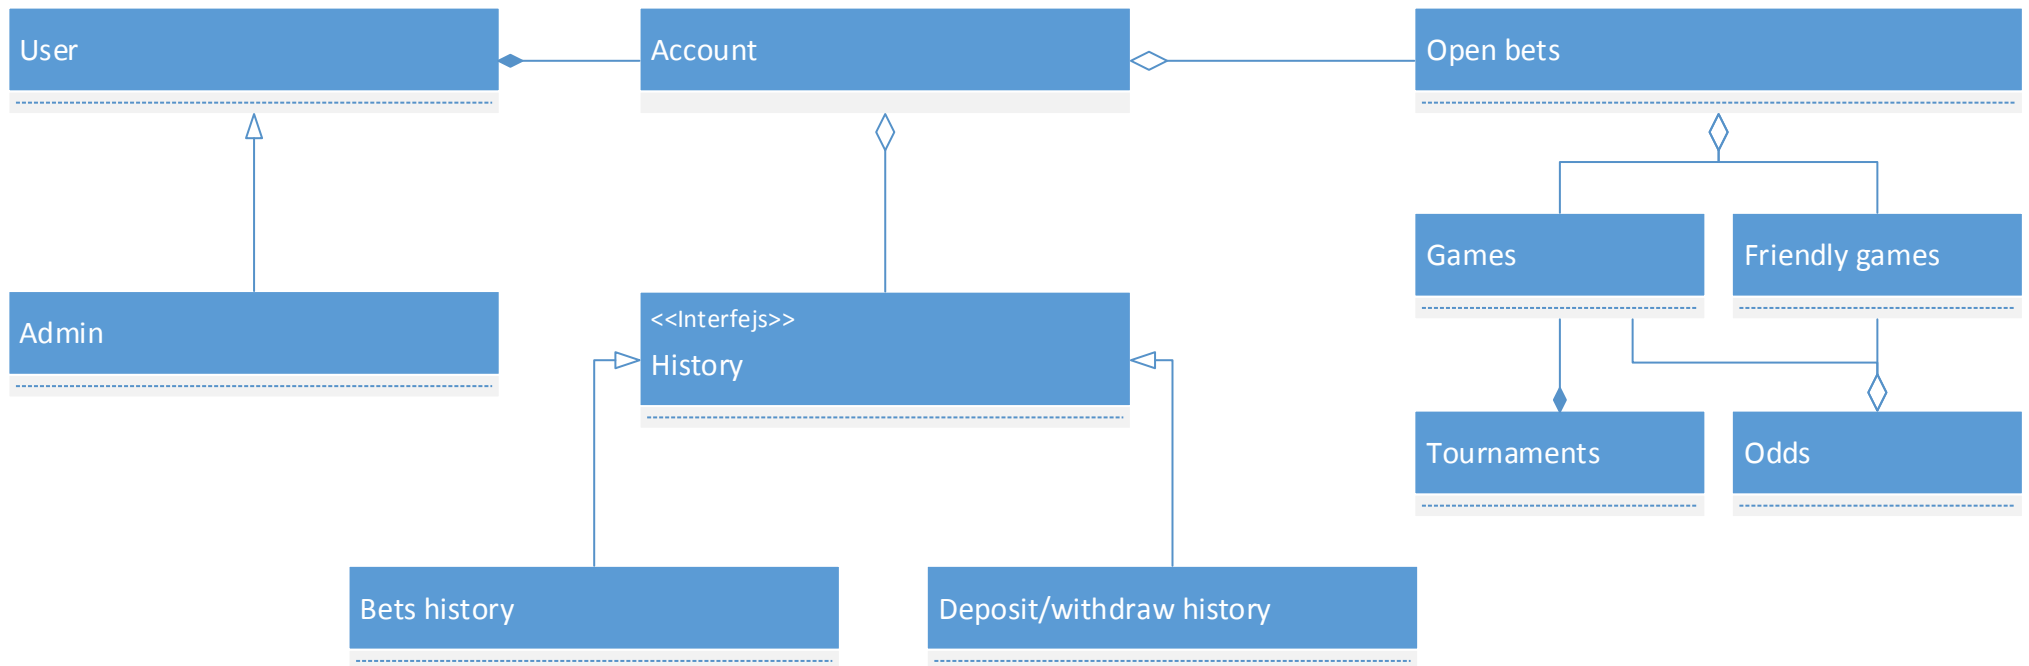 User
Account
Open bets
Games
Friendly games
Admin
<<Interfejs>>
History
Tournaments
Odds
Bets history
Deposit/withdraw history